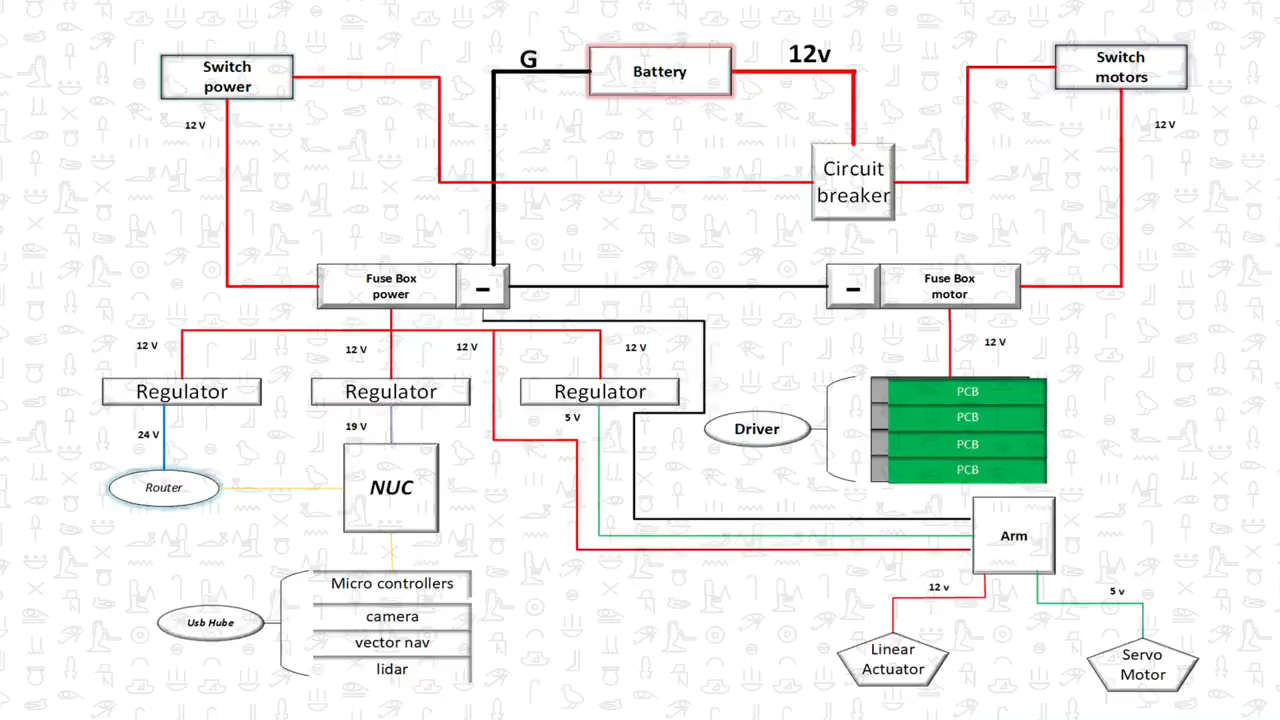 G
Battery
12v
Switch
power
Switch
motors
12 V
12 V
Circuit
breaker
Fuse Box
power
–
–
Fuse Box
motor
12 V
12 V
12 V
12 V
12 V
Regulator
Regulator
Regulator
PCB
PCB
PCB
PCB
Driver
24 V
19 V
5 V
Router
NUC
Arm
Micro controllers
camera
vector nav
lidar
Usb Hube
12 v
5 v
Linear
Actuator
Servo
Motor